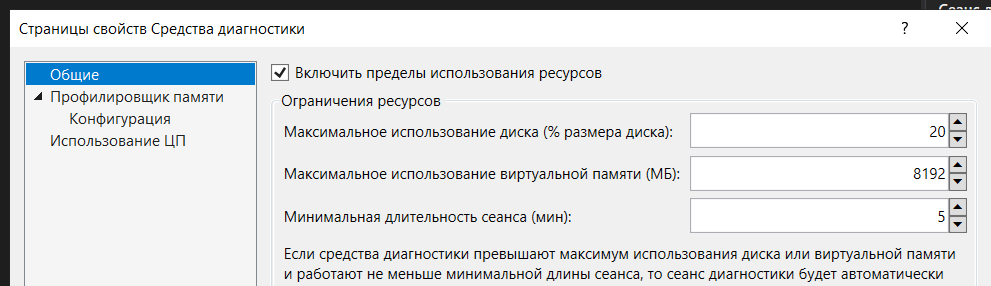 Страницы свойств Средства диагностики
?
Общие
Включить пределы использования ресурсов
Профилировщик памяти
Конфигурация
Использование ЦП
Ограничения ресурсов
Максимальное использование диска (% размера диска): 20
Максимальное использование виртуальной памяти (МБ): 8192
Минимальная длительность сеанса (мин): 5
Если средства диагностики превышают максимум использования диска или виртуальной памяти
и работают не меньше минимальной длины сеанса, то сеанс диагностики будет автоматически